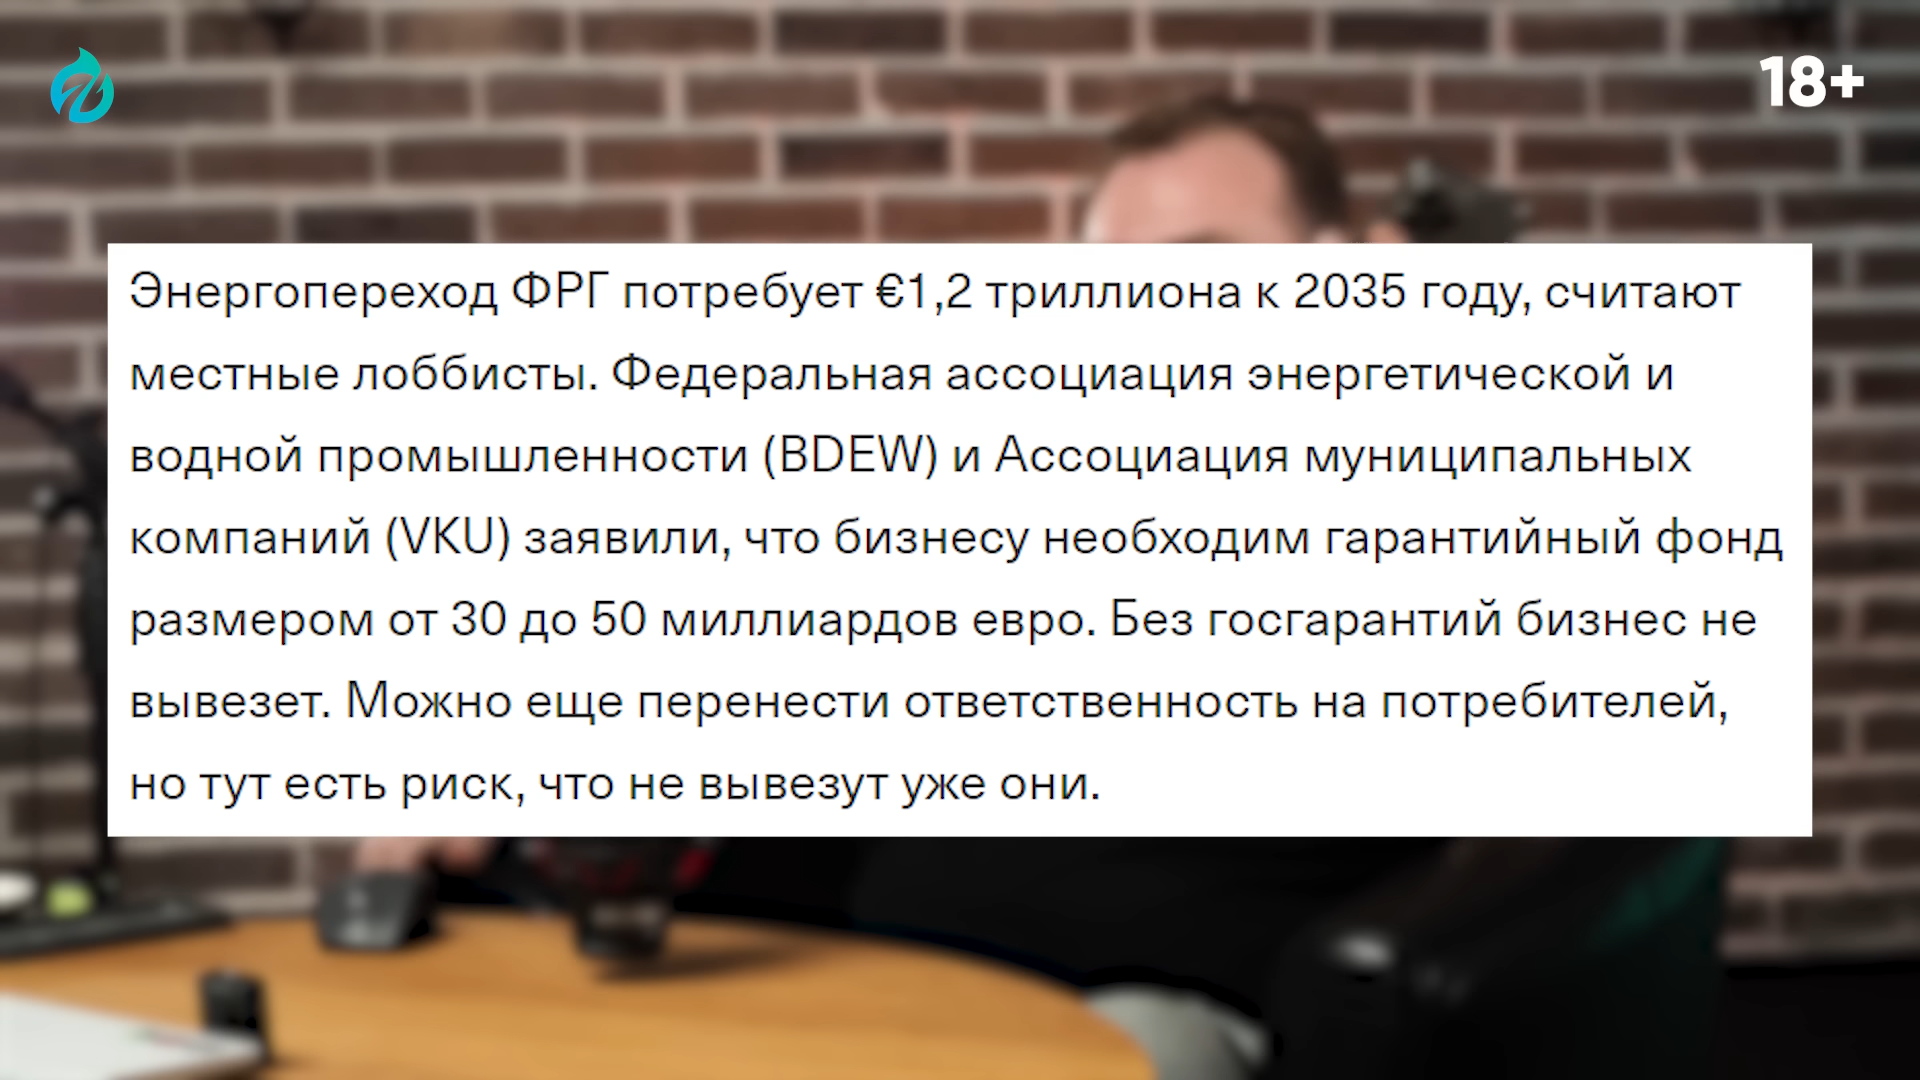 18+
Энергопереход ФРГ потребует €1,2 триллиона к 2035 году, считают
местные лоббисты. Федеральная ассоциация энергетической и
водной промышленности (BDEW) и Ассоциация муниципальных
компаний (VKU) заявили, что бизнесу необходим гарантийный фонд
размером от 30 до 50 миллиардов евро. Без госгарантий бизнес не
вывезет. Можно еще перенести ответственность на потребителей,
но тут есть риск, что не вывезут уже они.